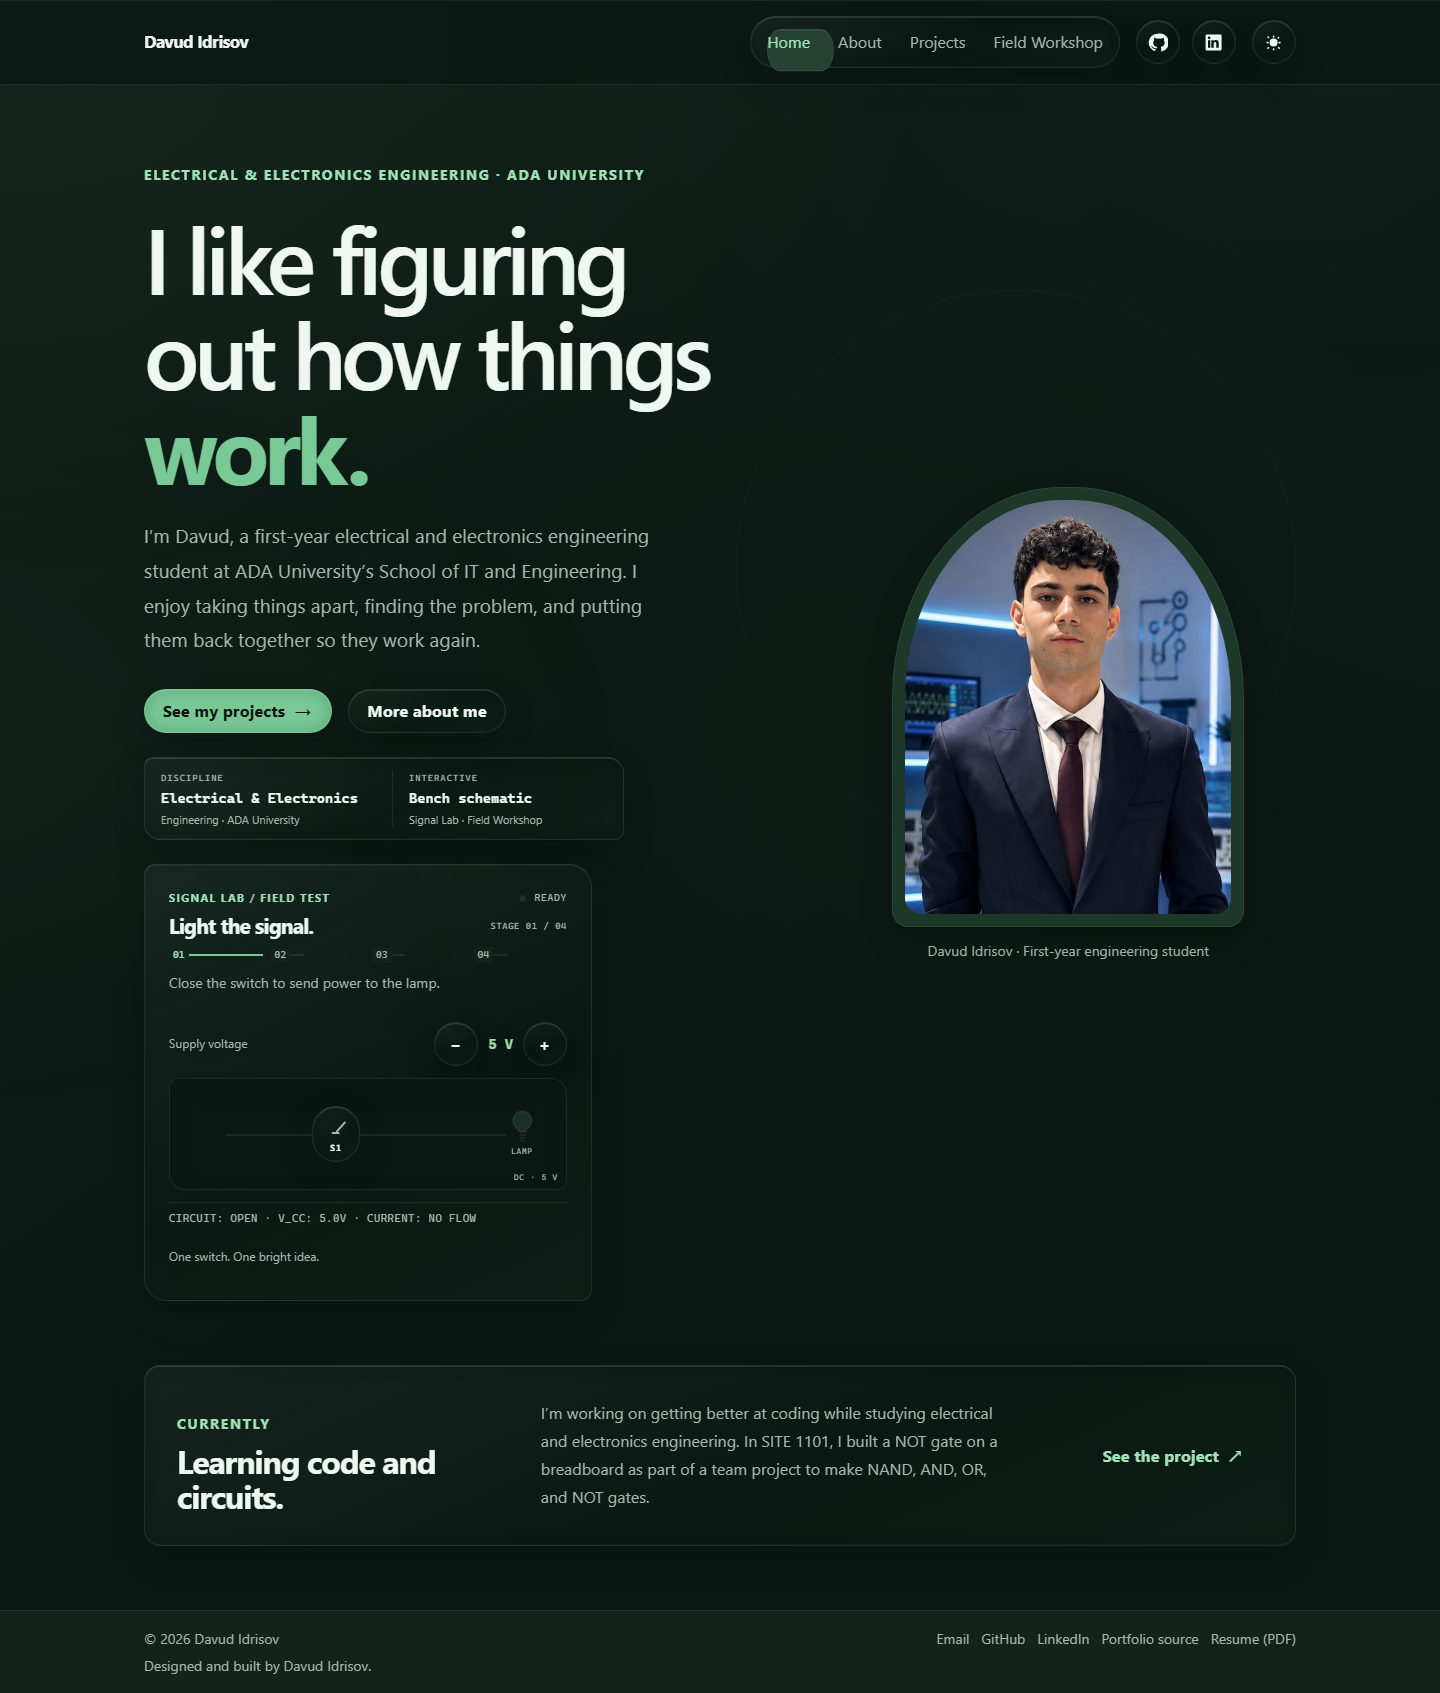 Davud Idrisov
Home About Projects Field Workshop
ELECTRICAL & ELECTRONICS ENGINEERING · ADA UNIVERSITY
I like figuring
out how things
work.
I’m Davud, a first-year electrical and electronics engineering
student at ADA University’s School of IT and Engineering. I
enjoy taking things apart, finding the problem, and putting
them back together so they work again.
See my projects →
More about me
DISCIPLINE
Electrical & Electronics
Engineering · ADA University
INTERACTIVE
Bench schematic
Signal Lab · Field Workshop
SIGNAL LAB / FIELD TEST
READY
Light the signal.
STAGE 01 / 04
01 02 03 04
Close the switch to send power to the lamp.
Supply voltage
− 5 V +
S1
LAMP
DC · 5 V
CIRCUIT: OPEN · V_CC: 5.0V · CURRENT: NO FLOW
One switch. One bright idea.
Davud Idrisov · First-year engineering student
CURRENTLY
Learning code and
circuits.
I’m working on getting better at coding while studying electrical
and electronics engineering. In SITE 1101, I built a NOT gate on a
breadboard as part of a team project to make NAND, AND, OR,
and NOT gates.
See the project ↗
© 2026 Davud Idrisov
Designed and built by Davud Idrisov.
Email GitHub LinkedIn Portfolio source Resume (PDF)